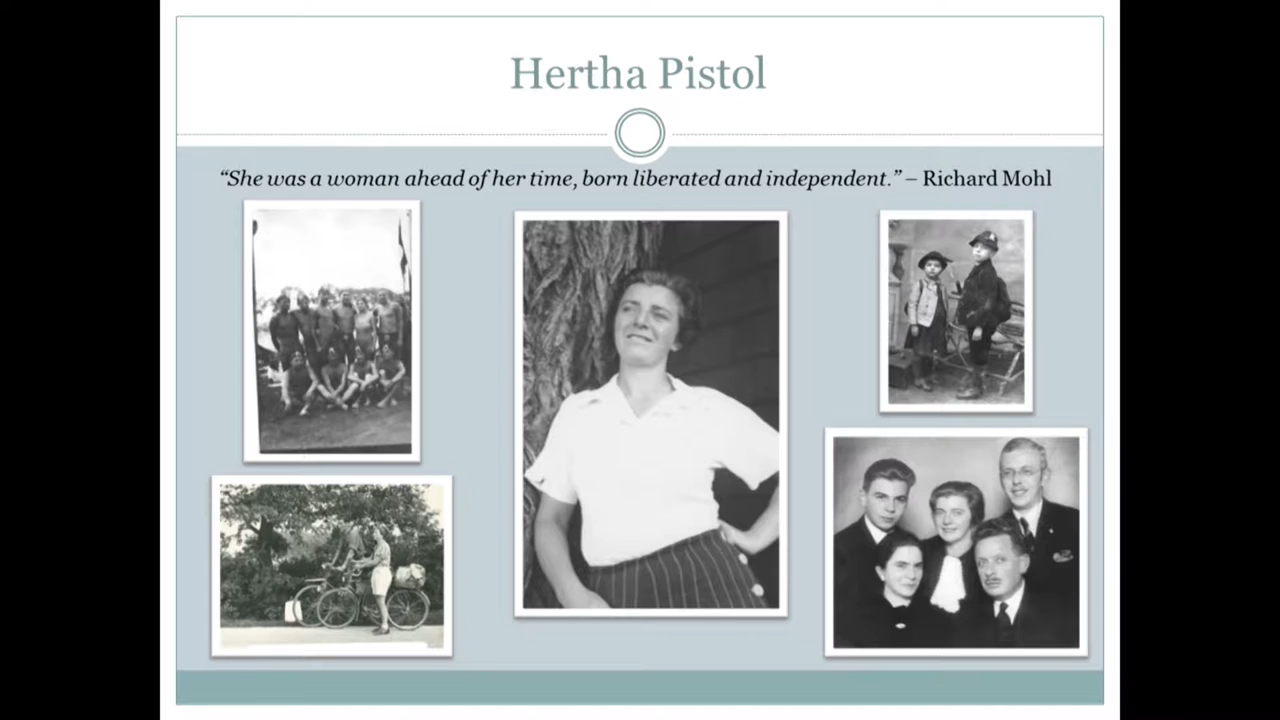 Hertha Pistol
“She was a woman ahead of her time, born liberated and independent.” – Richard Mohl